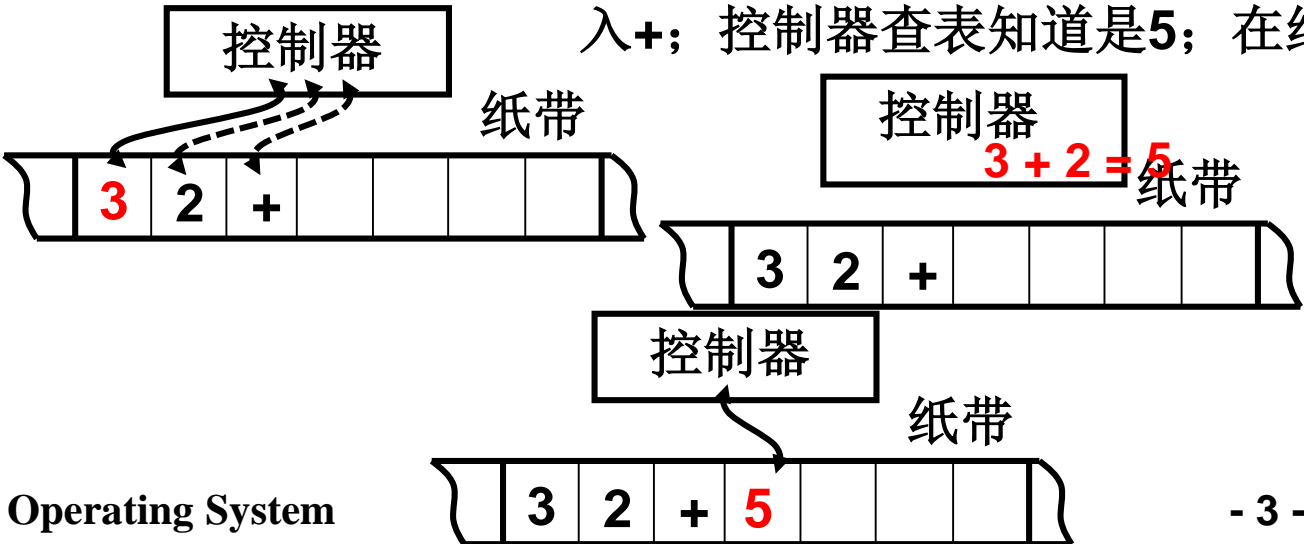 入+；控制器查表知道是5；在
控制器
纸带
3 2 +
控制器
3 + 2 = 5
纸带
3 2 +
控制器
纸带
3 2 + 5
Operating System
- 3 -